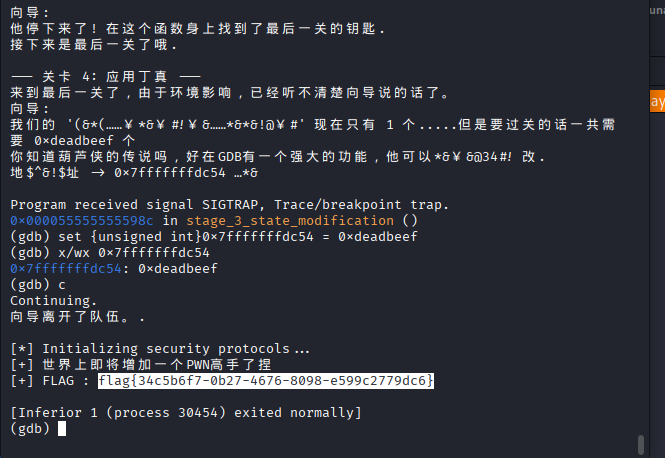 向导:
他停下来了! 在这个函数身上找到了最后一关的钥匙.
接下来是最后一关了哦.
--- 关卡 4: 应用丁真 ---
来到最后一关了,由于环境影响,已经听不清楚向导说的话了。
向导:
我们的 '(&*(……¥*&¥#!¥&……*&*&!@¥#' 现在只有 1 个.....但是要过关的话一共需
要 0×deadbeef 个
你知道葫芦侠的传说吗,好在GDB有一个强大的功能,他可以*&¥&@34#! 改.
地$^&!$址 -> 0×7fffffffdc54 …*&
Program received signal SIGTRAP, Trace/breakpoint trap.
0×000055555555598c in stage_3_state_modification ()
(gdb) set {unsigned int}0×7fffffffdc54 = 0×deadbeef
(gdb) x/wx 0×7fffffffdc54
0×7fffffffdc54: 0×deadbeef
(gdb) c
Continuing.
向导离开了队伍。.
[*] Initializing security protocols...
[+] 世界上即将增加一个PWN高手了捏
[+] FLAG : flag{34c5b6f7-0b27-4676-8098-e599c2779dc6}
[Inferior 1 (process 30454) exited normally]
(gdb)
una
ay